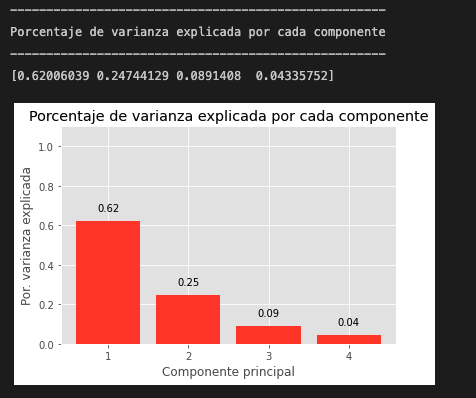 ----------------------------------------------------
Porcentaje de varianza explicada por cada componente
----------------------------------------------------
[0.62006039 0.24744129 0.0891408  0.04335752]
Porcentaje de varianza explicada por cada componente
Por. varianza explicada
1.0
0.8
0.6
0.4
0.2
0.0
0.62
0.25
0.09
0.04
1 2 3 4
Componente principal